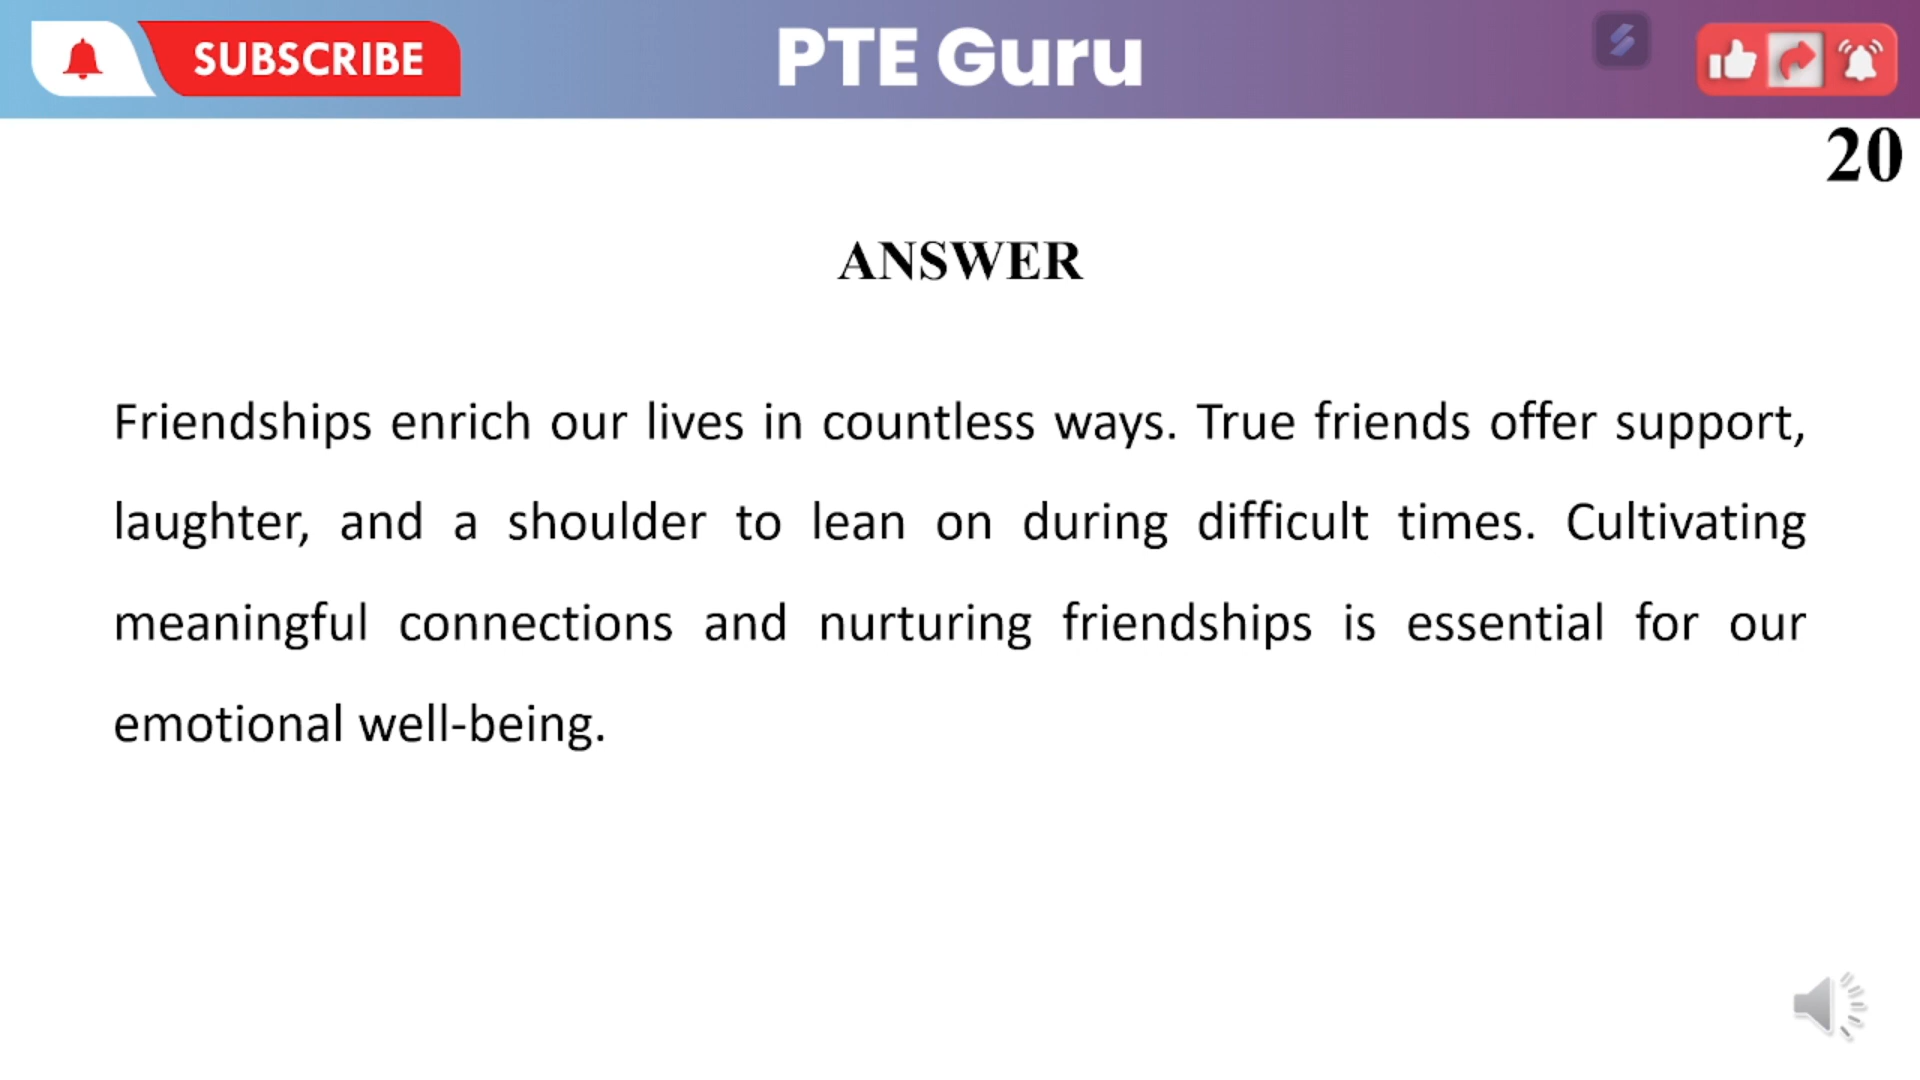 SUBSCRIBE
PTE Guru
20
ANSWER
Friendships enrich our lives in countless ways. True friends offer support,
laughter, and a shoulder to lean on during difficult times. Cultivating
meaningful connections and nurturing friendships is essential for our
emotional well-being.